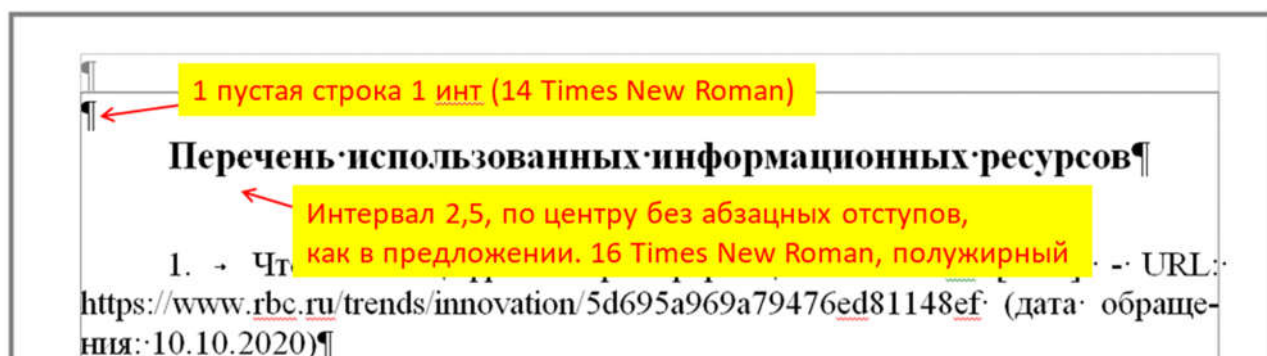 1 пустая строка 1 инт (14 Times New Roman)
Перечень использованных информационных ресурсов
Интервал 2,5, по центру без абзацных отступов,
как в предложении. 16 Times New Roman, полужирный
1. → - URL:
https://www.rbc.ru/trends/innovation/5d695a969a79476ed81148ef (дата обраще-
ния: 10.10.2020)